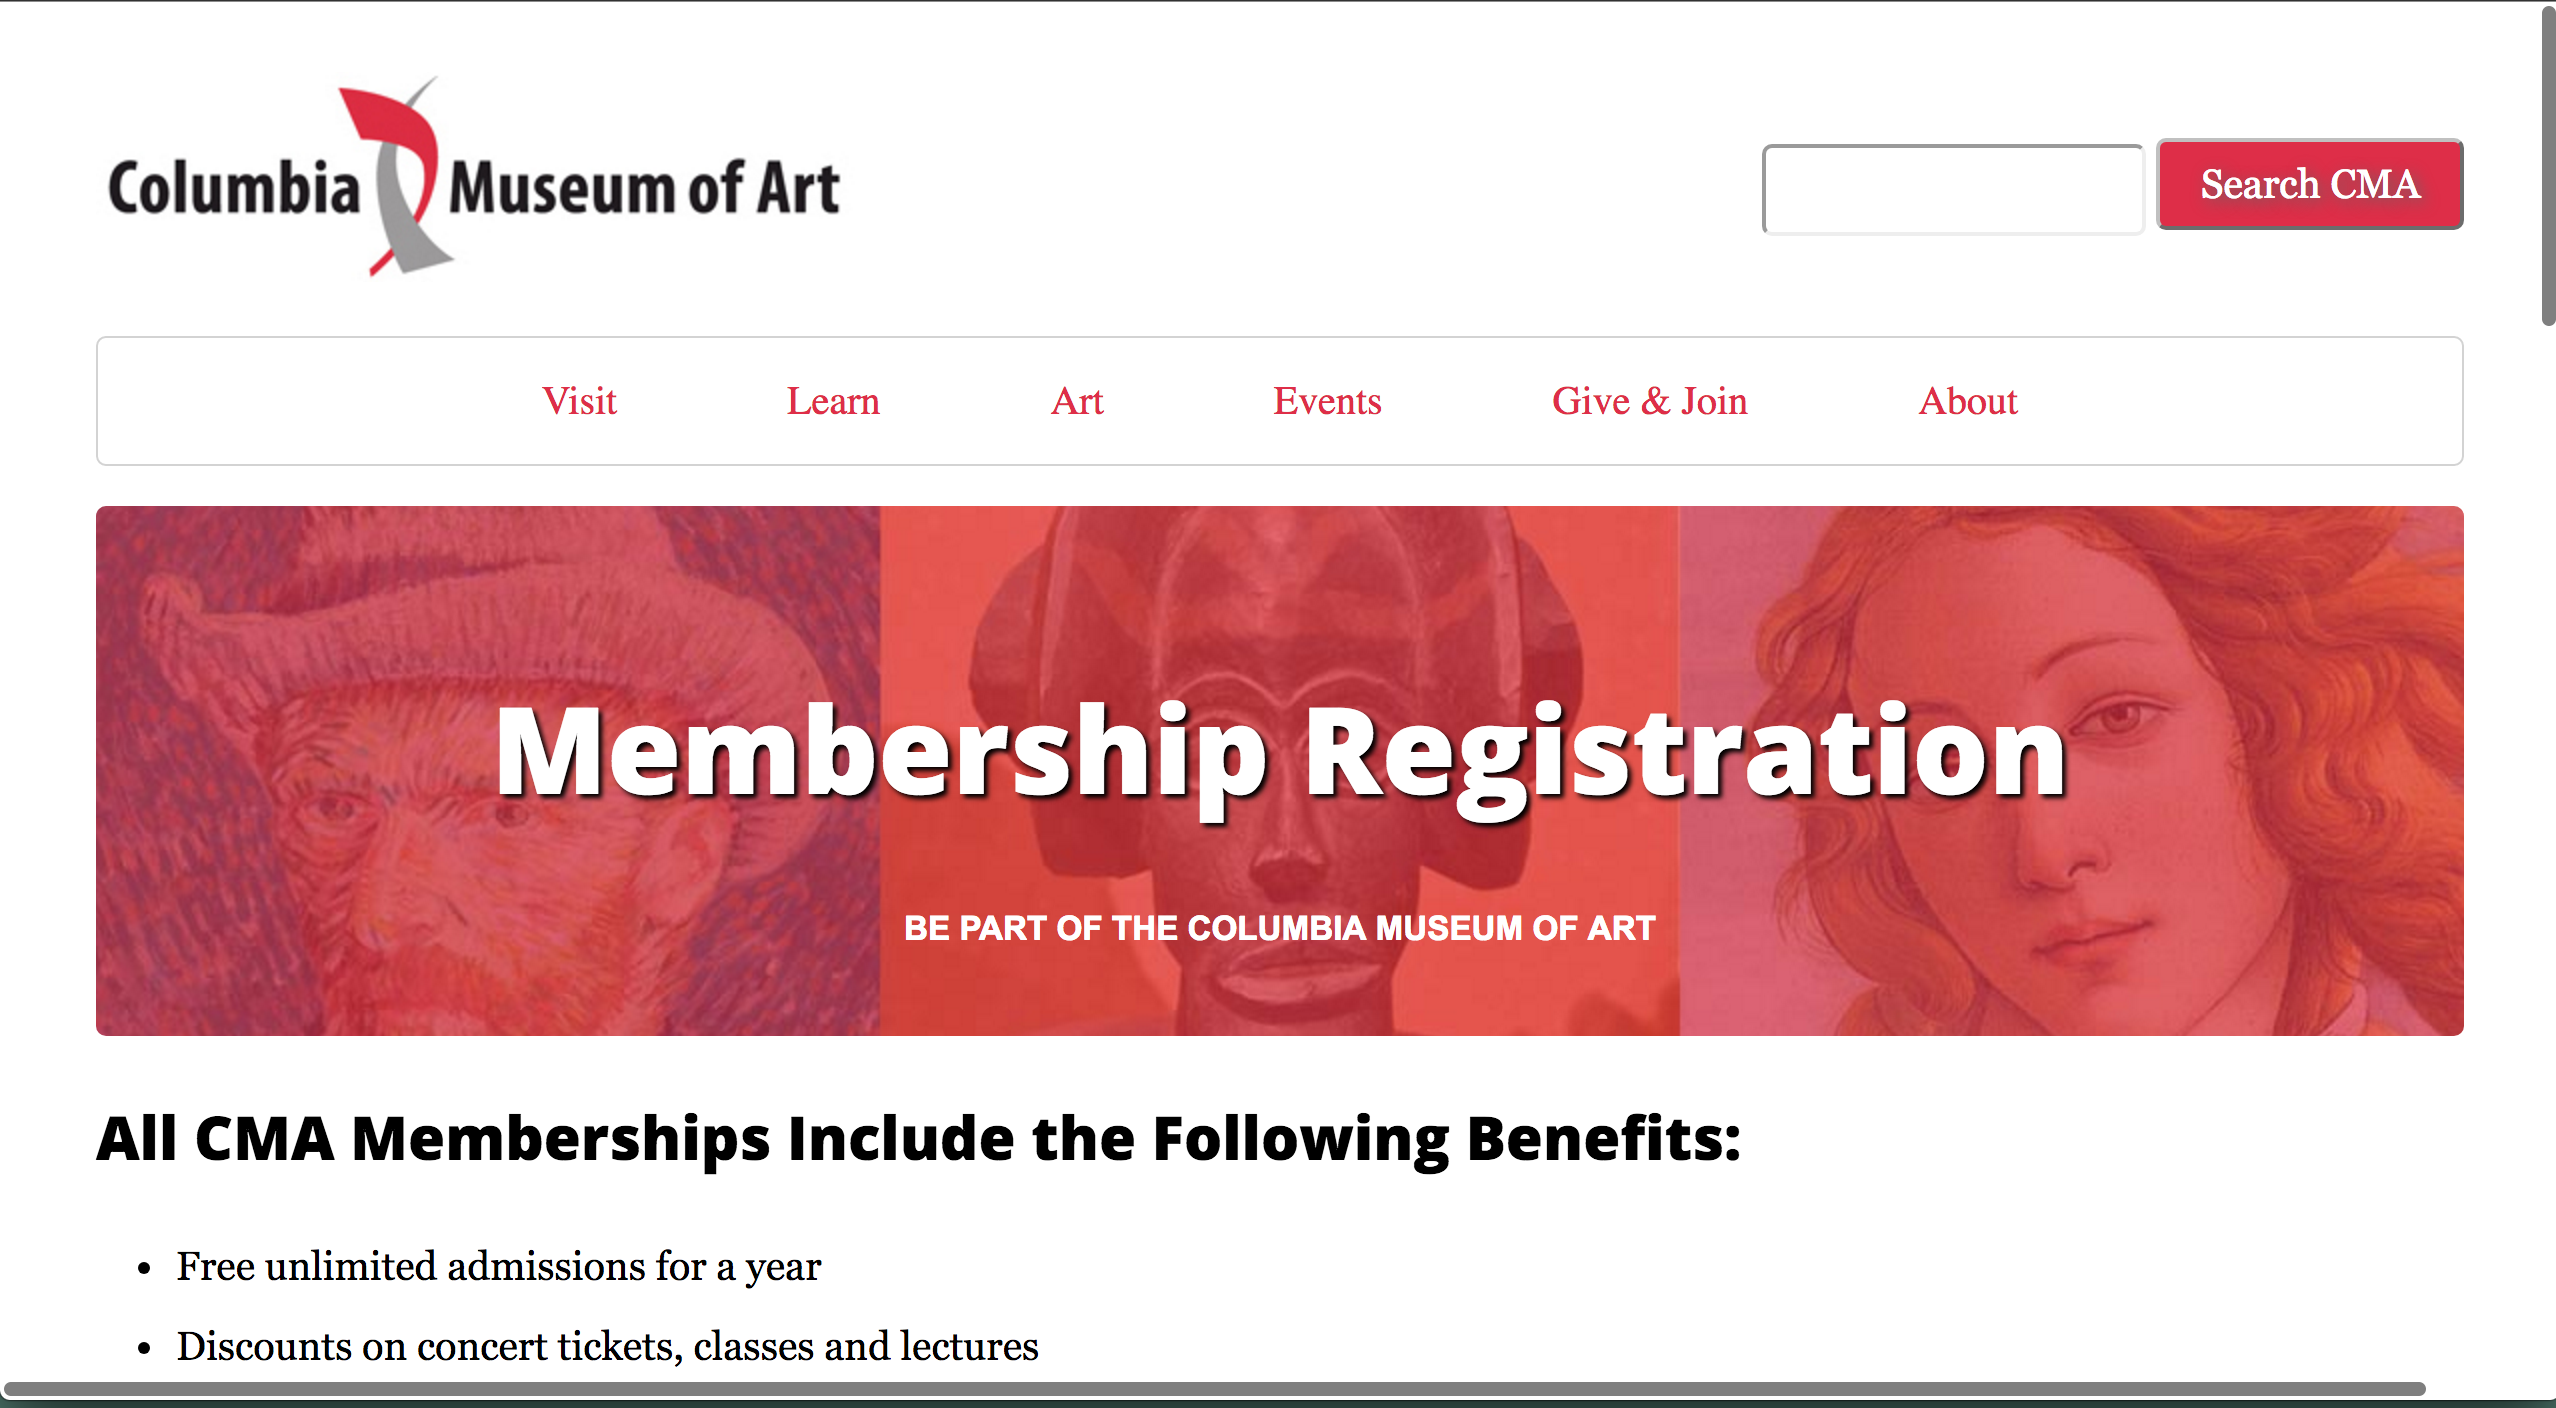 Columbia Museum of Art
Search CMA
Visit Learn Art Events Give & Join About
Membership Registration
BE PART OF THE COLUMBIA MUSEUM OF ART
All CMA Memberships Include the Following Benefits:
• Free unlimited admissions for a year
• Discounts on concert tickets, classes and lectures